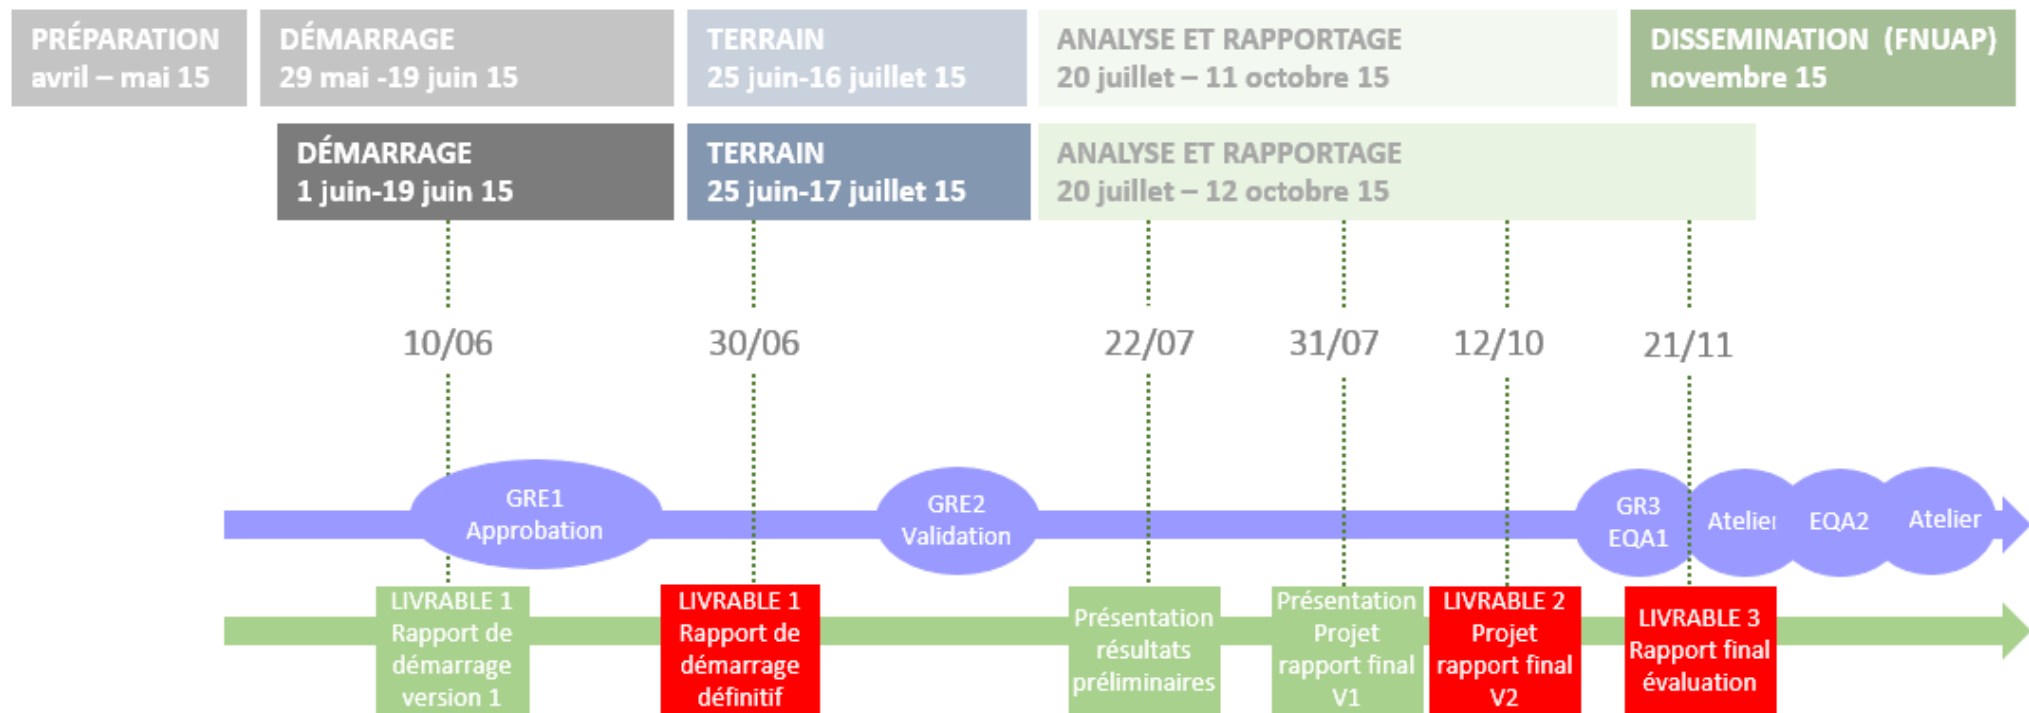 PRÉPARATION
avril – mai 15
DÉMARRAGE
29 mai -19 juin 15
TERRAIN
25 juin-16 juillet 15
ANALYSE ET RAPPORTAGE
20 juillet – 11 octobre 15
DISSEMINATION (FNUAP)
novembre 15
DÉMARRAGE
1 juin-19 juin 15
TERRAIN
25 juin-17 juillet 15
ANALYSE ET RAPPORTAGE
20 juillet – 12 octobre 15
10/06
30/06
22/07
31/07
12/10
21/11
GRE1
Approbation
GRE2
Validation
GR3
EQA1
Atelier
EQA2
Atelier
LIVRABLE 1
Rapport de
démarrage
version 1
LIVRABLE 1
Rapport de
démarrage
définitif
Présentation
résultats
préliminaires
Présentation
Projet
rapport final
V1
LIVRABLE 2
Projet
rapport final
V2
LIVRABLE 3
Rapport final
évaluation